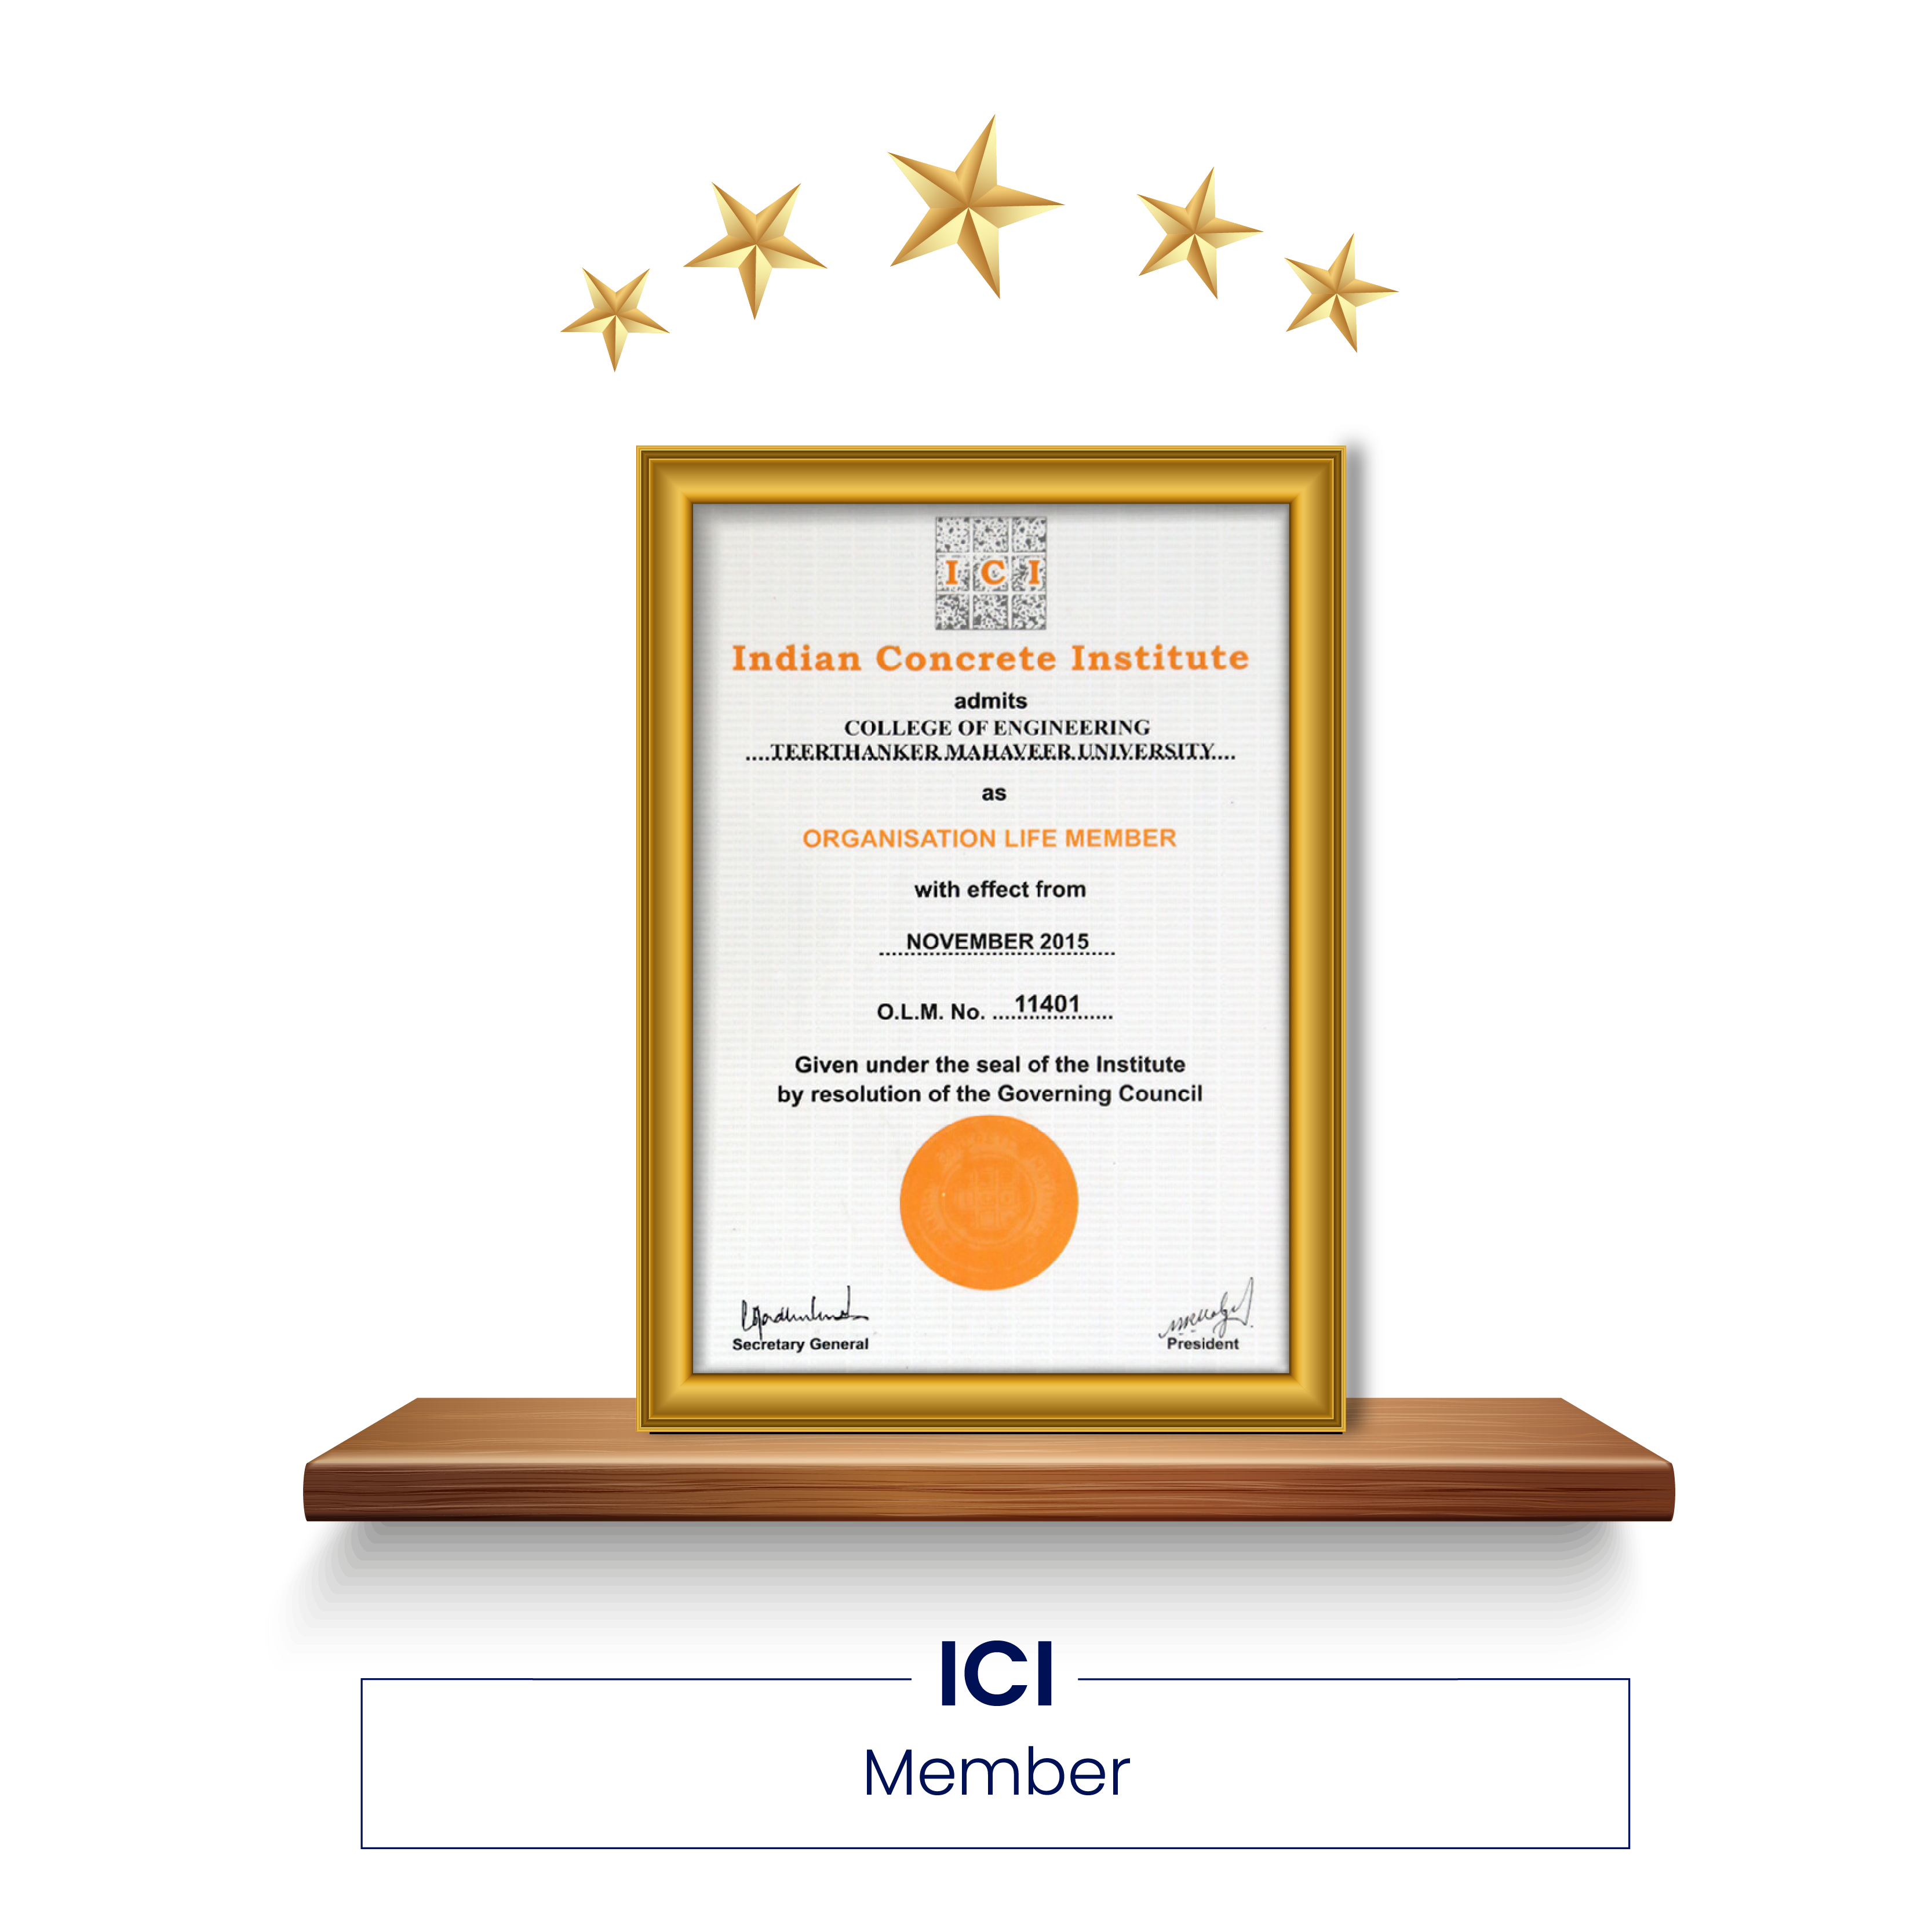 I C I
Indian Concrete Institute
admits
COLLEGE OF ENGINEERING
....TEERTHANKER MAHAVEER UNIVERSITY....
as
ORGANISATION LIFE MEMBER
with effect from
NOVEMBER 2015
O.L.M. No. ....11401....
Given under the seal of the Institute
by resolution of the Governing Council
Secretary General
President
ICI
Member